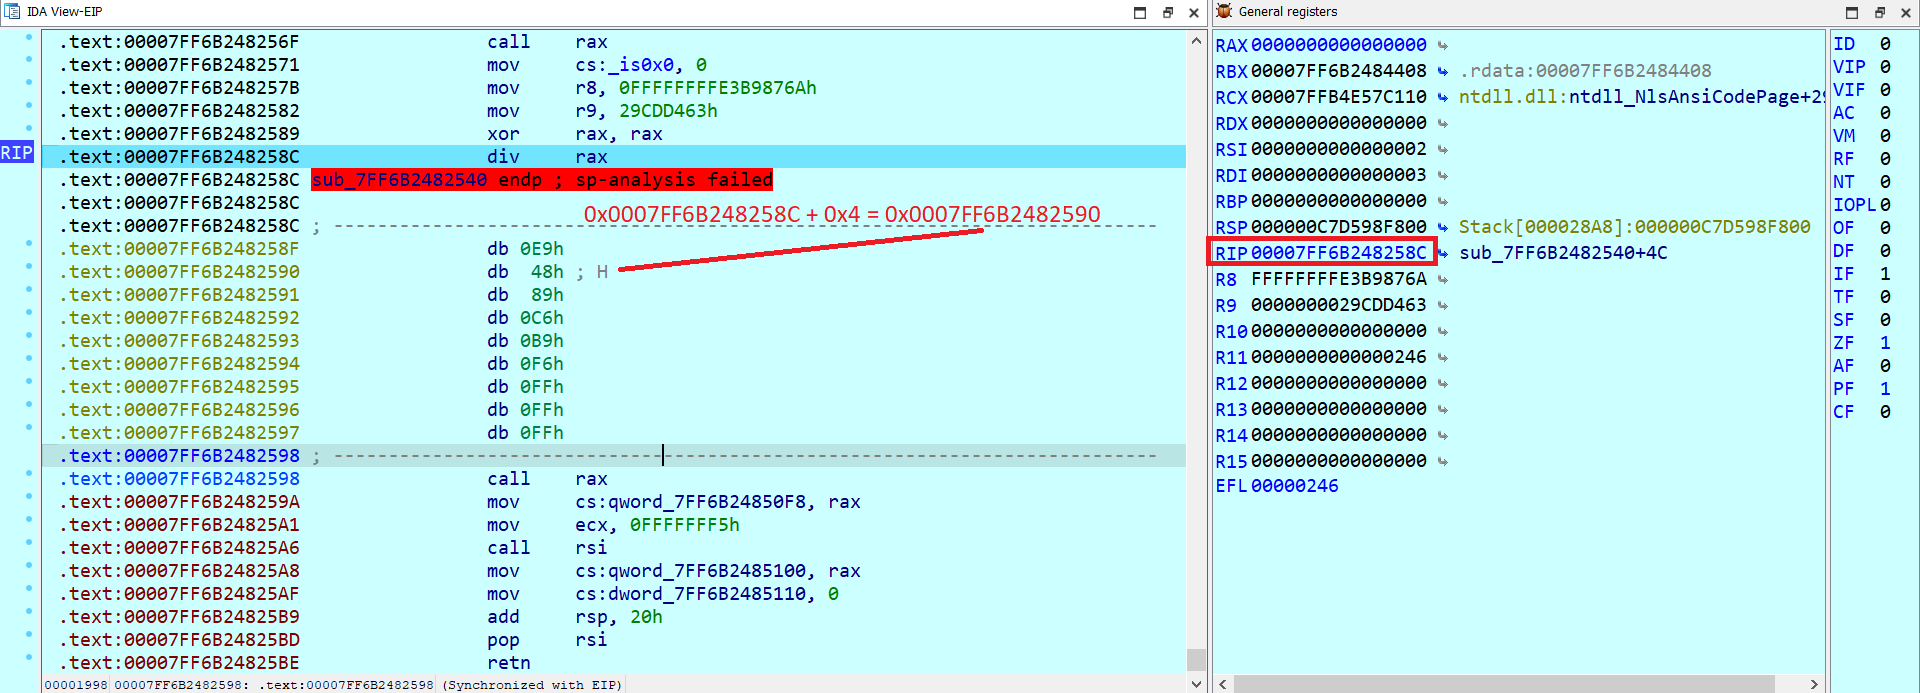 IDA View-EIP
.text:00007FF6B248256F call rax
.text:00007FF6B2482571 mov cs:_is0x0, 0
.text:00007FF6B248257B mov r8, 0FFFFFFFFE3B9876Ah
.text:00007FF6B2482582 mov r9, 29CDD463h
.text:00007FF6B2482589 xor rax, rax
RIP .text:00007FF6B248258C div rax
.text:00007FF6B248258C sub_7FF6B2482540 endp ; sp-analysis failed
.text:00007FF6B248258C
0x0007FF6B248258C + 0x4 = 0x0007FF6B2482590
.text:00007FF6B248258C ; ---------------------------------------------------------------------------
.text:00007FF6B248258F db 0E9h
.text:00007FF6B2482590 db 48h ; H
.text:00007FF6B2482591 db 89h
.text:00007FF6B2482592 db 0C6h
.text:00007FF6B2482593 db 0B9h
.text:00007FF6B2482594 db 0F6h
.text:00007FF6B2482595 db 0FFh
.text:00007FF6B2482596 db 0FFh
.text:00007FF6B2482597 db 0FFh
.text:00007FF6B2482598 ; ---------------------------------------------------------------------------
.text:00007FF6B2482598 call rax
.text:00007FF6B248259A mov cs:qword_7FF6B24850F8, rax
.text:00007FF6B24825A1 mov ecx, 0FFFFFFF5h
.text:00007FF6B24825A6 call rsi
.text:00007FF6B24825A8 mov cs:qword_7FF6B2485100, rax
.text:00007FF6B24825AF mov cs:dword_7FF6B2485110, 0
.text:00007FF6B24825B9 add rsp, 20h
.text:00007FF6B24825BD pop rsi
.text:00007FF6B24825BE retn
00001998 00007FF6B2482598: .text:00007FF6B2482598 (Synchronized with EIP)
General registers
RAX 0000000000000000
RBX 00007FF6B2484408 .rdata:00007FF6B2484408
RCX 00007FFB4E57C110 ntdll.dll:ntdll_NlsAnsiCodePage+29
RDX 0000000000000000
RSI 0000000000000002
RDI 0000000000000003
RBP 0000000000000000
RSP 000000C7D598F800 Stack[000028A8]:000000C7D598F800
RIP 00007FF6B248258C sub_7FF6B2482540+4C
R8 FFFFFFFFE3B9876A
R9 0000000029CDD463
R10 0000000000000000
R11 0000000000000246
R12 0000000000000000
R13 0000000000000000
R14 0000000000000000
R15 0000000000000000
EFL 00000246
ID 0
VIP 0
VIF 0
AC 0
VM 0
RF 0
NT 0
IOPL 0
OF 0
DF 0
IF 1
TF 0
SF 0
ZF 1
AF 0
PF 1
CF 0